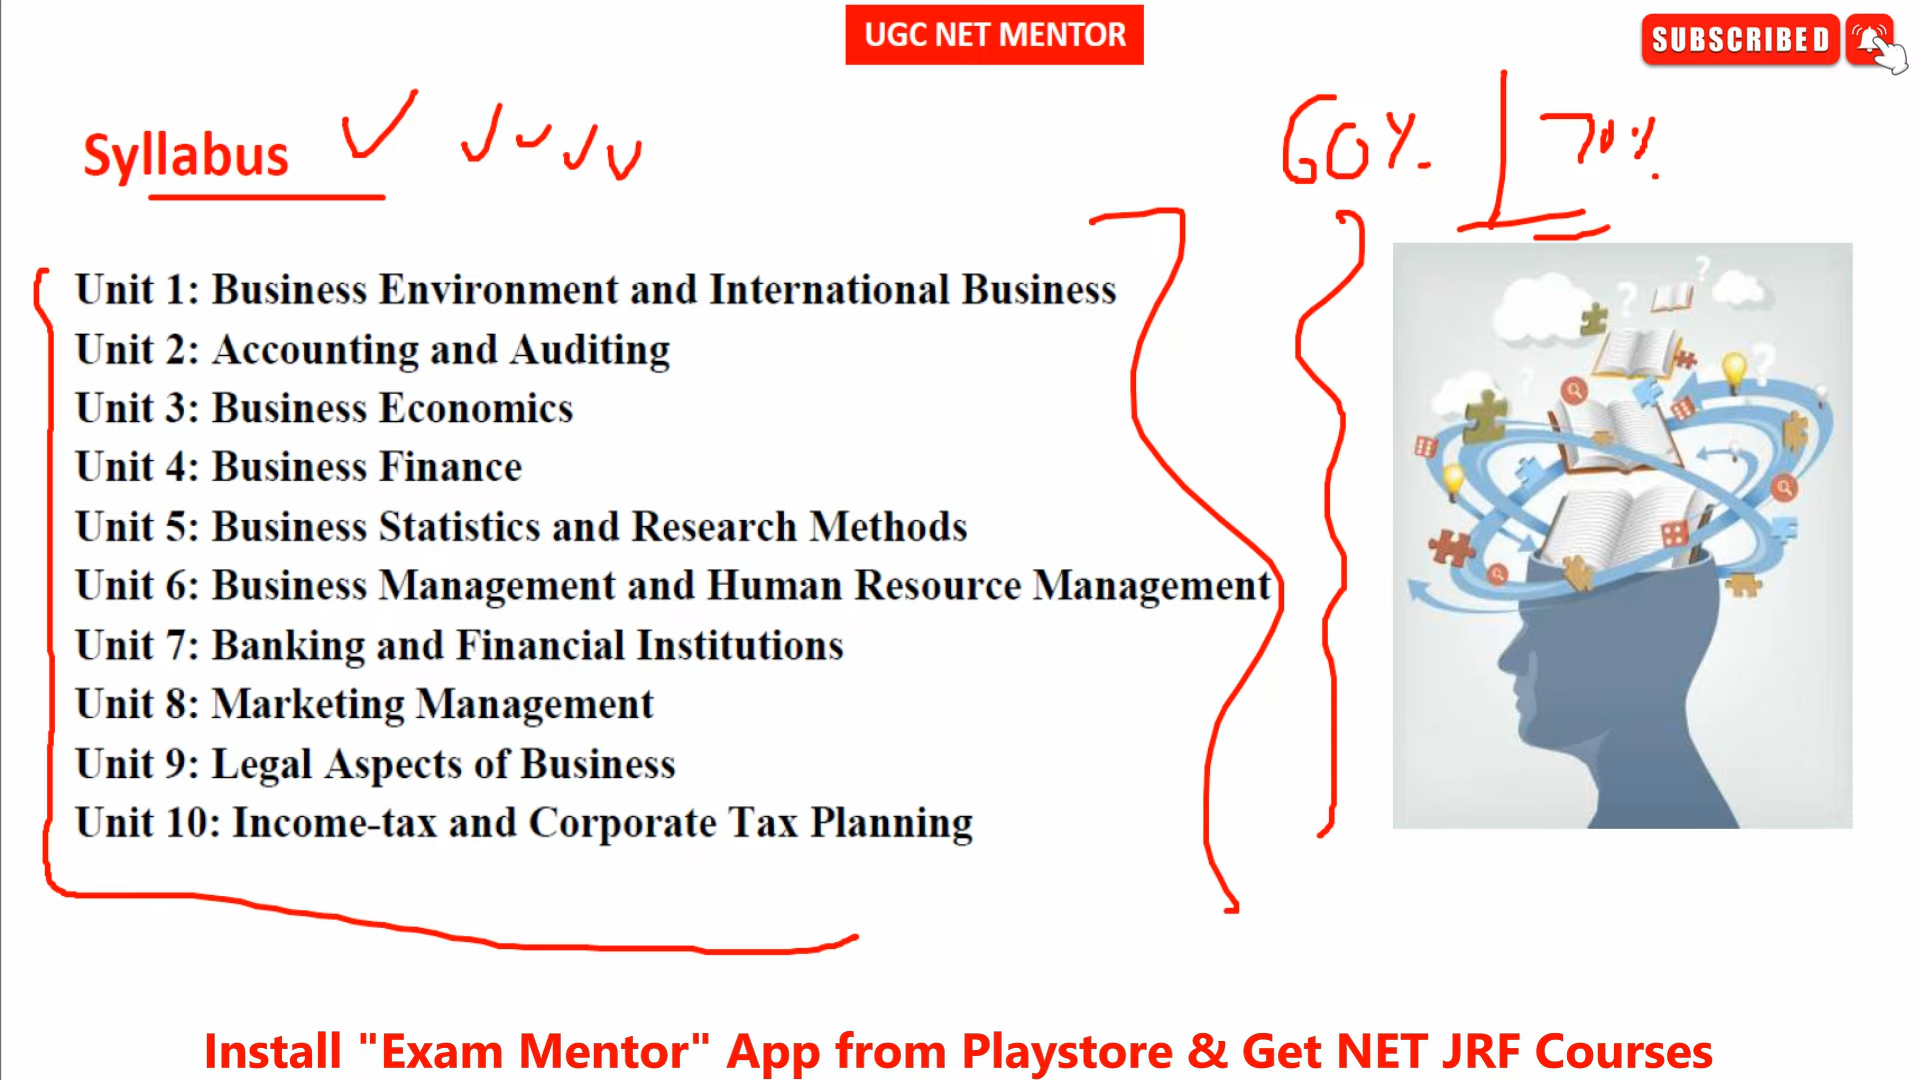 UGC NET MENTOR
SUBSCRIBED
Syllabus
60% | 70%
Unit 1: Business Environment and International Business
Unit 2: Accounting and Auditing
Unit 3: Business Economics
Unit 4: Business Finance
Unit 5: Business Statistics and Research Methods
Unit 6: Business Management and Human Resource Management
Unit 7: Banking and Financial Institutions
Unit 8: Marketing Management
Unit 9: Legal Aspects of Business
Unit 10: Income-tax and Corporate Tax Planning
Install "Exam Mentor" App from Playstore & Get NET JRF Courses